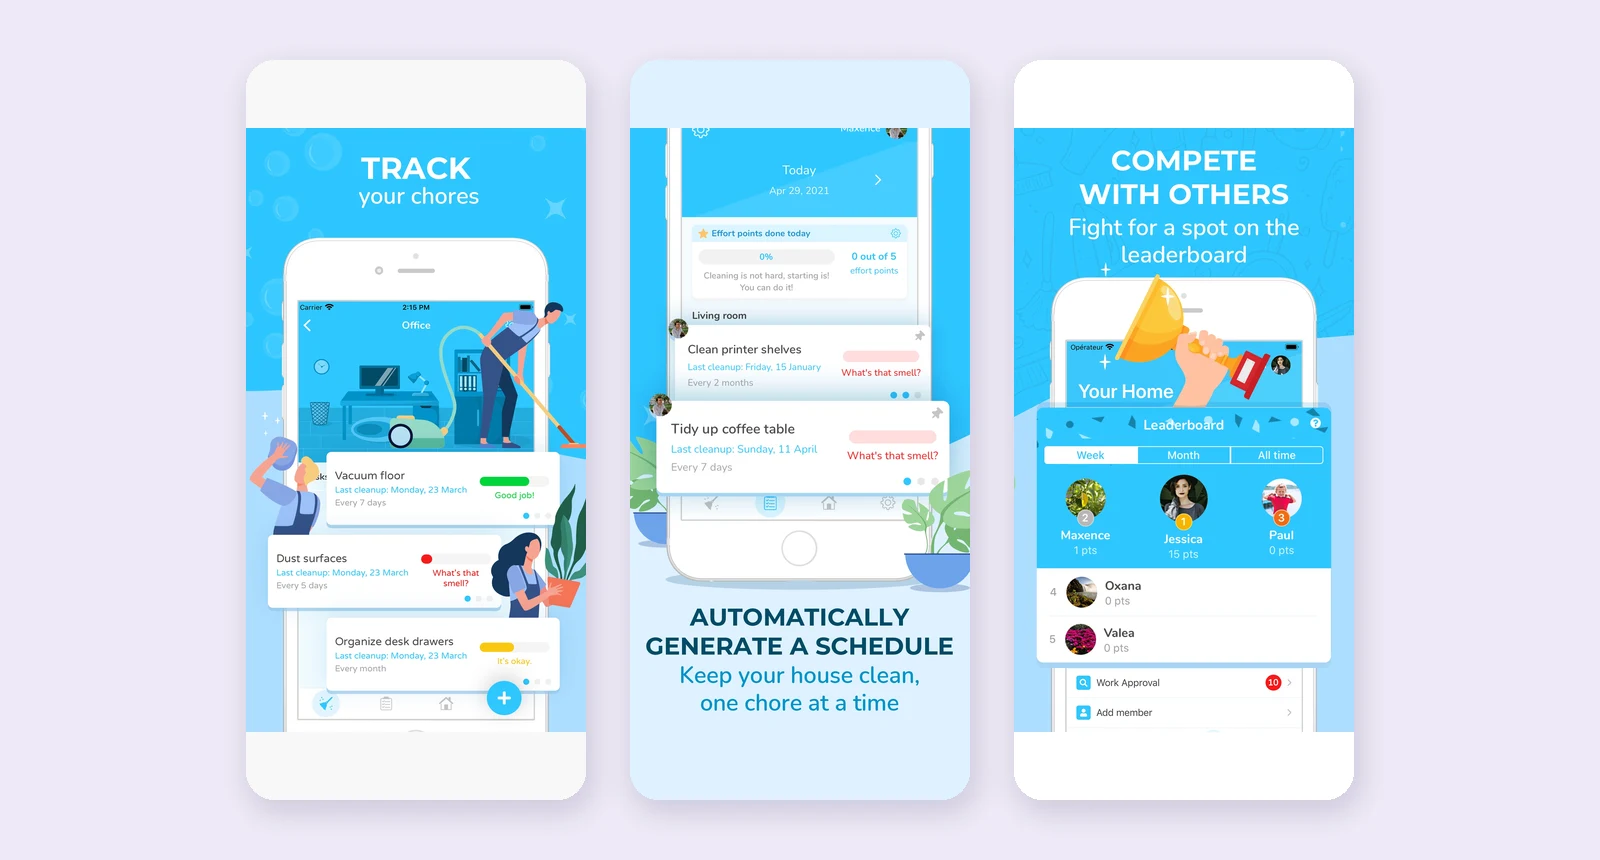 TRACK
your chores
Carrier
2:15 PM
Office
Vacuum floor
Last cleanup: Monday, 23 March
Every 7 days
Good job!
Dust surfaces
Last cleanup: Monday, 23 March
Every 5 days
What's that
smell?
Organize desk drawers
Last cleanup: Monday, 23 March
Every month
It's okay.
Maxence
Today
Apr 29, 2021
Effort points done today
0%
0 out of 5
effort points
Cleaning is not hard, starting is!
You can do it!
Living room
Clean printer shelves
Last cleanup: Friday, 15 January
Every 2 months
What's that smell?
Tidy up coffee table
Last cleanup: Sunday, 11 April
Every 7 days
What's that smell?
AUTOMATICALLY
GENERATE A SCHEDULE
Keep your house clean,
one chore at a time
COMPETE
WITH OTHERS
Fight for a spot on the
leaderboard
Opérateur
Your Home
Leaderboard
?
Week
Month
All time
2
1
3
Maxence
Jessica
Paul
1 pts
15 pts
0 pts
4
Oxana
0 pts
5
Valea
0 pts
Work Approval
10
Add member